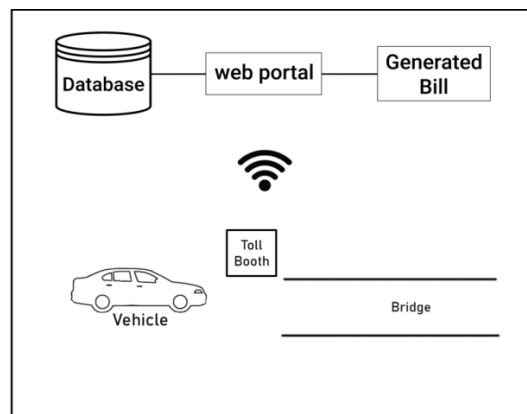 Database
web portal
Generated
Bill
Toll
Booth
Bridge
Vehicle